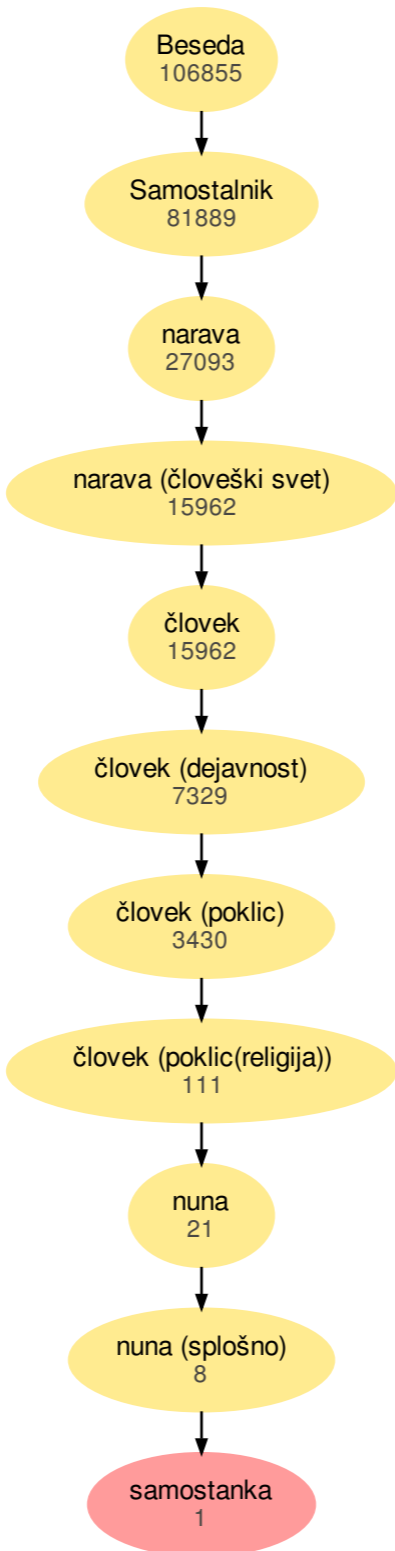 Beseda
106855
Samostalnik
81889
narava
27093
narava (človeški svet)
15962
človek
15962
človek (dejavnost)
7329
človek (poklic)
3430
človek (poklic(religija))
111
nuna
21
nuna (splošno)
8
samostanka
1